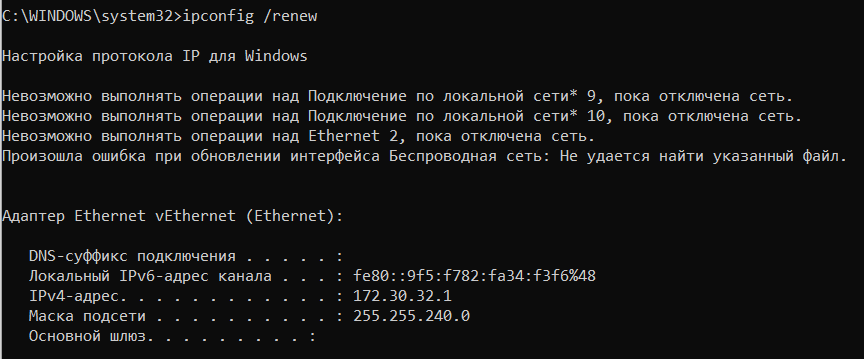 C:\WINDOWS\system32>ipconfig /renew
Настройка протокола IP для Windows
Невозможно выполнять операции над Подключение по локальной сети* 9, пока отключена сеть.
Невозможно выполнять операции над Подключение по локальной сети* 10, пока отключена сеть.
Невозможно выполнять операции над Ethernet 2, пока отключена сеть.
Произошла ошибка при обновлении интерфейса Беспроводная сеть: Не удается найти указанный файл.
Адаптер Ethernet vEthernet (Ethernet):
DNS-суффикс подключения . . . . . :
Локальный IPv6-адрес канала . . . : fe80::9f5:f782:fa34:f3f6%48
IPv4-адрес. . . . . . . . . . . . : 172.30.32.1
Маска подсети . . . . . . . . . . : 255.255.240.0
Основной шлюз. . . . . . . . . :